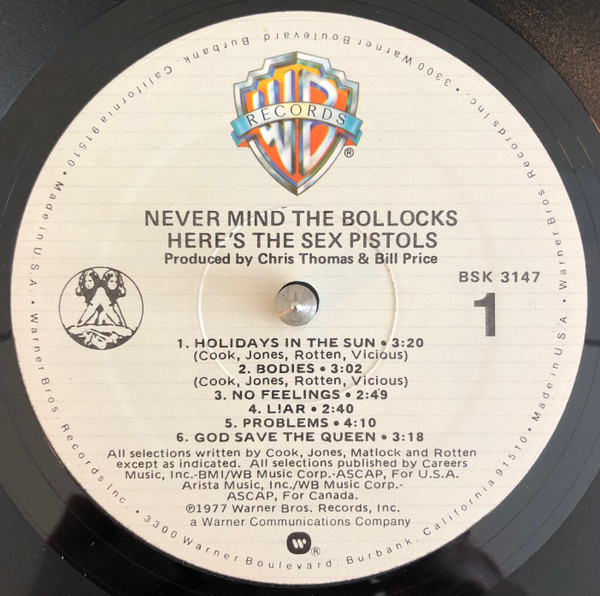 Burbank, California 91510 • Made in U.S.A. • Warner Bros. Records Inc. • 3300 Warner Boulevard, Burbank, California 91510 • Made in U.S.A. • Warner Bros Records Inc. • 3300 Warner Boulevard,
WB
RECORDS
®
NEVER MIND THE BOLLOCKS
HERE'S THE SEX PISTOLS
Produced by Chris Thomas & Bill Price
BSK 3147
1
1. HOLIDAYS IN THE SUN • 3:20
(Cook, Jones, Rotten, Vicious)
2. BODIES • 3:02
(Cook, Jones, Rotten, Vicious)
3. NO FEELINGS • 2:49
4. LIAR • 2:40
5. PROBLEMS • 4:10
6. GOD SAVE THE QUEEN • 3:18
All selections written by Cook, Jones, Matlock and Rotten
except as indicated. All selections published by Careers
Music, Inc.-BMI/WB Music Corp.-ASCAP, For U.S.A.
Arista Music, Inc./WB Music Corp.-
ASCAP, For Canada.
℗1977 Warner Bros. Records, Inc.
a Warner Communications Company
W®